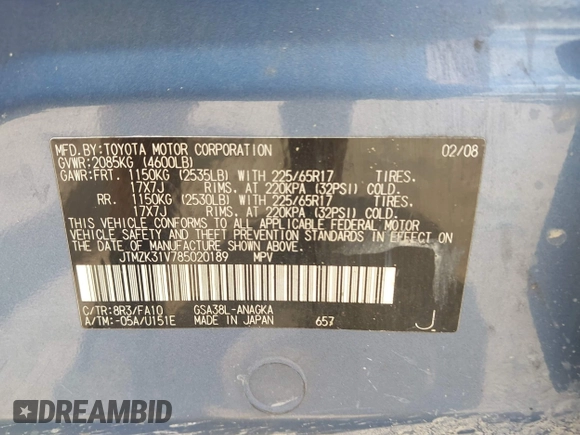 MFD.BY:TOYOTA MOTOR CORPORATION 02/08
GVWR:2085KG (4600LB)
GAWR:FRT. 1150KG (2535LB) WITH 225/65R17 TIRES.
17X7J RIMS. AT 220KPA (32PSI) COLD.
RR. 1150KG (2530LB) WITH 225/65R17 TIRES.
17X7J RIMS. AT 220KPA (32PSI) COLD.
THIS VEHICLE CONFORMS TO ALL APPLICABLE FEDERAL MOTOR
VEHICLE SAFETY AND BUMPER STANDARDS IN EFFECT ON THE
DATE OF MANUFACTURE SHOWN ABOVE.
JTMZK31V785020189 MPV
C/TR:8R3/FA10 GSA38L-ANAGKA
A/TM:-05A/U151E MADE IN JAPAN 657 J
DREAMBID